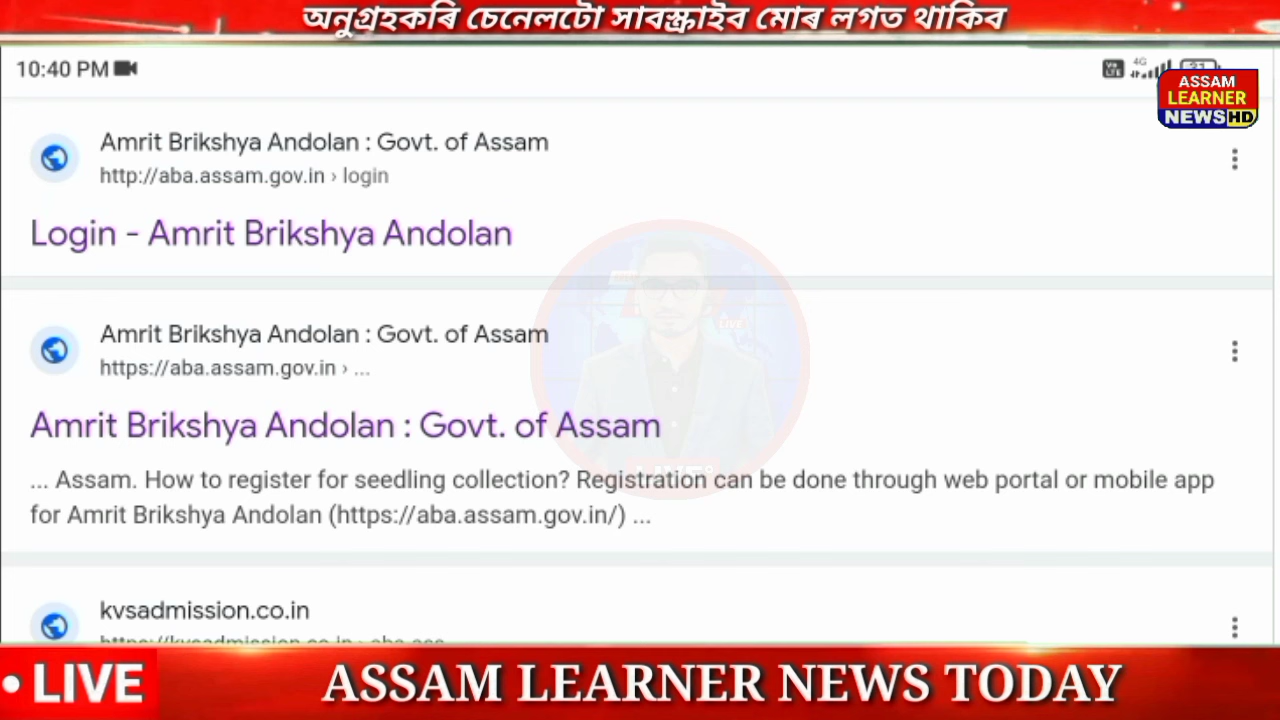 অনুগ্ৰহকৰি চেনেলটো সাবস্ক্ৰাইব মোৰ লগত থাকিব
10:40 PM
Vo LTE 4G 31
ASSAM
LEARNER
NEWS HD
Amrit Brikshya Andolan : Govt. of Assam
http://aba.assam.gov.in › login
Login - Amrit Brikshya Andolan
Amrit Brikshya Andolan : Govt. of Assam
https://aba.assam.gov.in › ...
Amrit Brikshya Andolan : Govt. of Assam
... Assam. How to register for seedling collection? Registration can be done through web portal or mobile app
for Amrit Brikshya Andolan (https://aba.assam.gov.in/) ...
kvsadmission.co.in
LIVE
ASSAM LEARNER NEWS TODAY